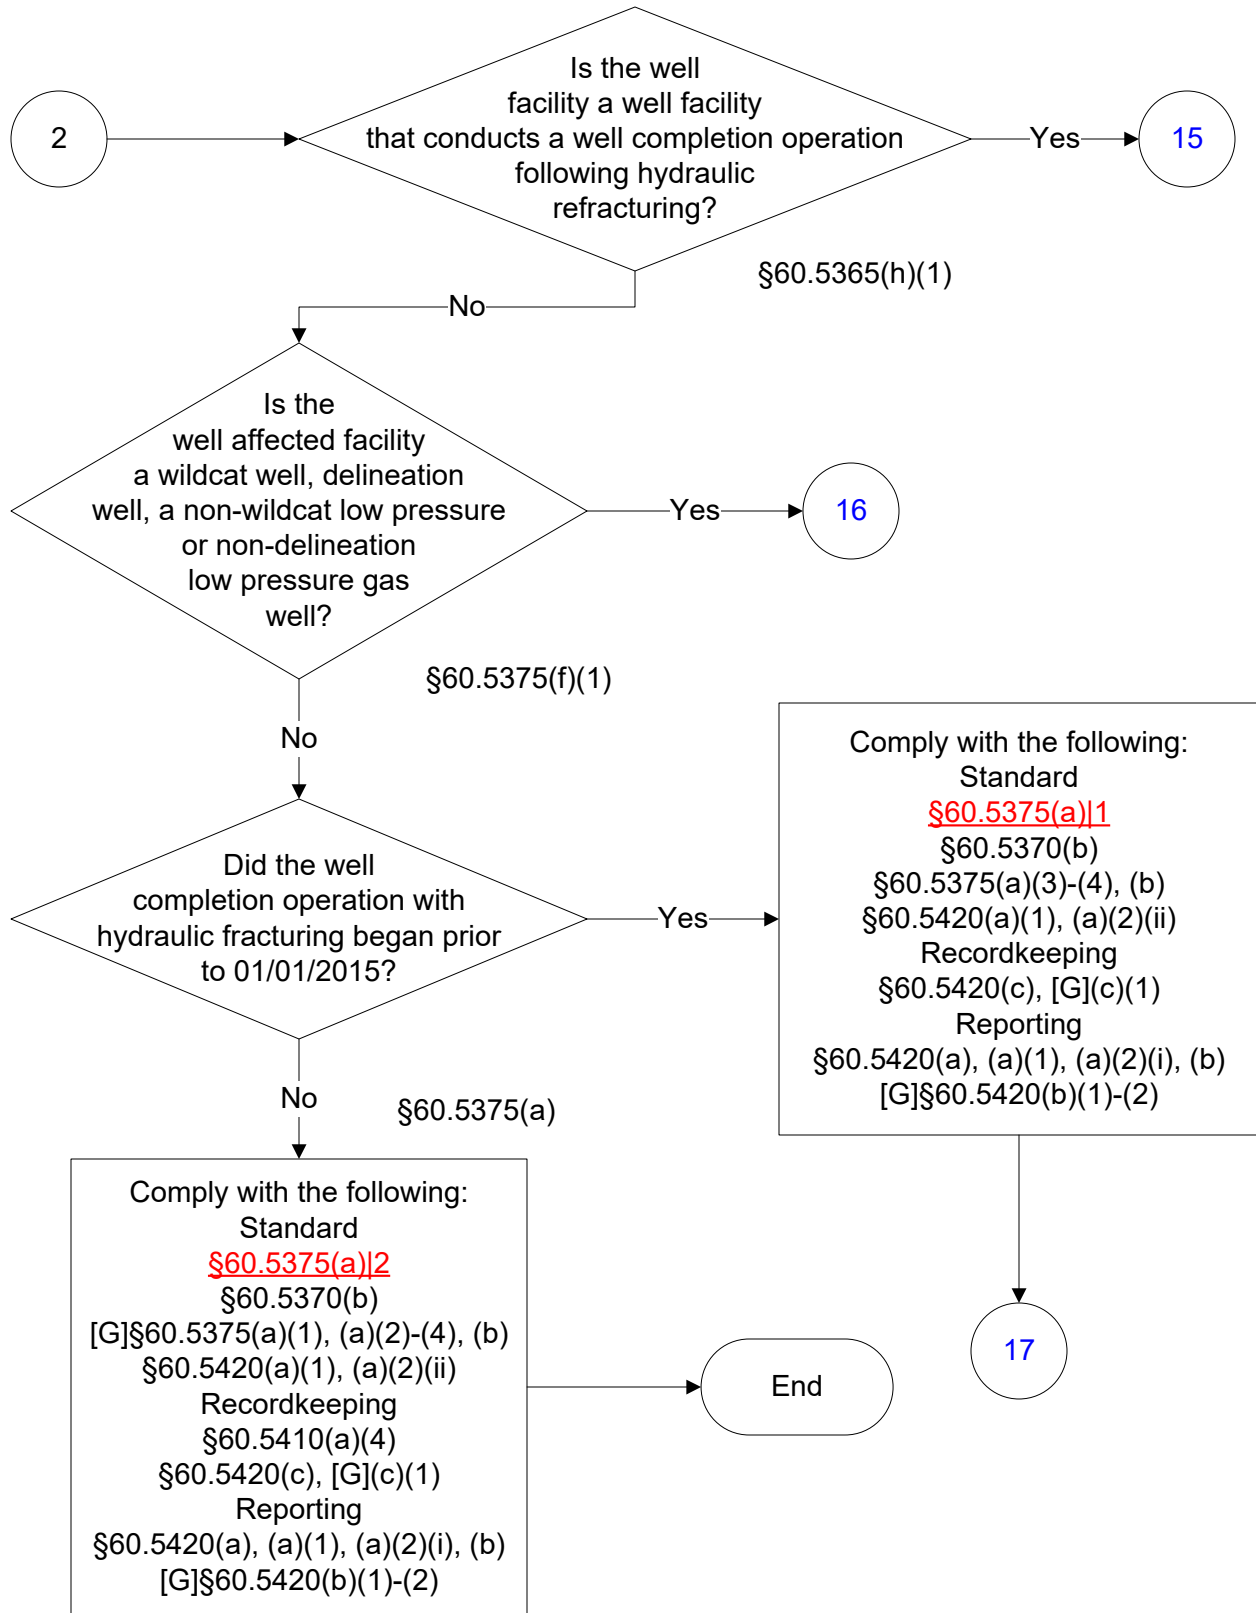 2
Is the well
facility a well facility
that conducts a well completion operation
following hydraulic
refracturing?
Yes
15
§60.5365(h)(1)
No
Is the
well affected facility
a wildcat well, delineation
well, a non-wildcat low pressure
or non-delineation
low pressure gas
well?
Yes
16
§60.5375(f)(1)
No
Did the well
completion operation with
hydraulic fracturing began prior
to 01/01/2015?
Yes
Comply with the following:
Standard
§60.5375(a)|1
§60.5370(b)
§60.5375(a)(3)-(4), (b)
§60.5420(a)(1), (a)(2)(ii)
Recordkeeping
§60.5420(c), [G](c)(1)
Reporting
§60.5420(a), (a)(1), (a)(2)(i), (b)
[G]§60.5420(b)(1)-(2)
17
No
§60.5375(a)
Comply with the following:
Standard
§60.5375(a)|2
§60.5370(b)
[G]§60.5375(a)(1), (a)(2)-(4), (b)
§60.5420(a)(1), (a)(2)(ii)
Recordkeeping
§60.5410(a)(4)
§60.5420(c), [G](c)(1)
Reporting
§60.5420(a), (a)(1), (a)(2)(i), (b)
[G]§60.5420(b)(1)-(2)
End